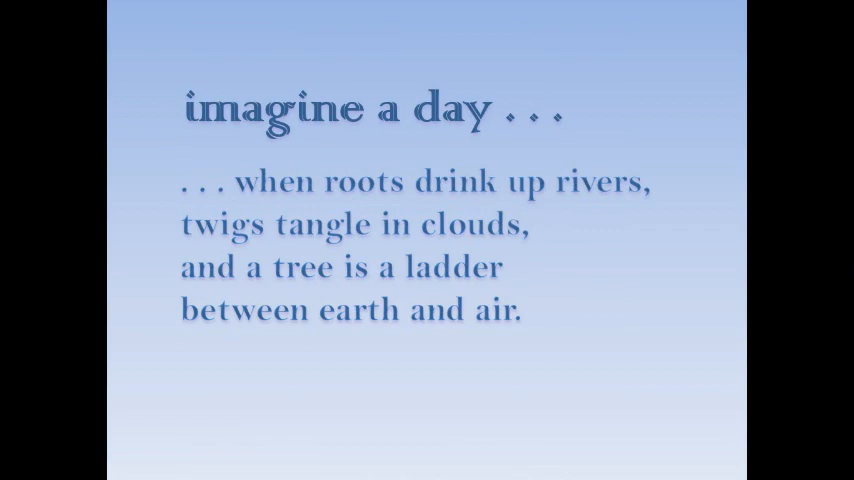 imagine a day . . .
. . . when roots drink up rivers,
twigs tangle in clouds,
and a tree is a ladder
between earth and air.